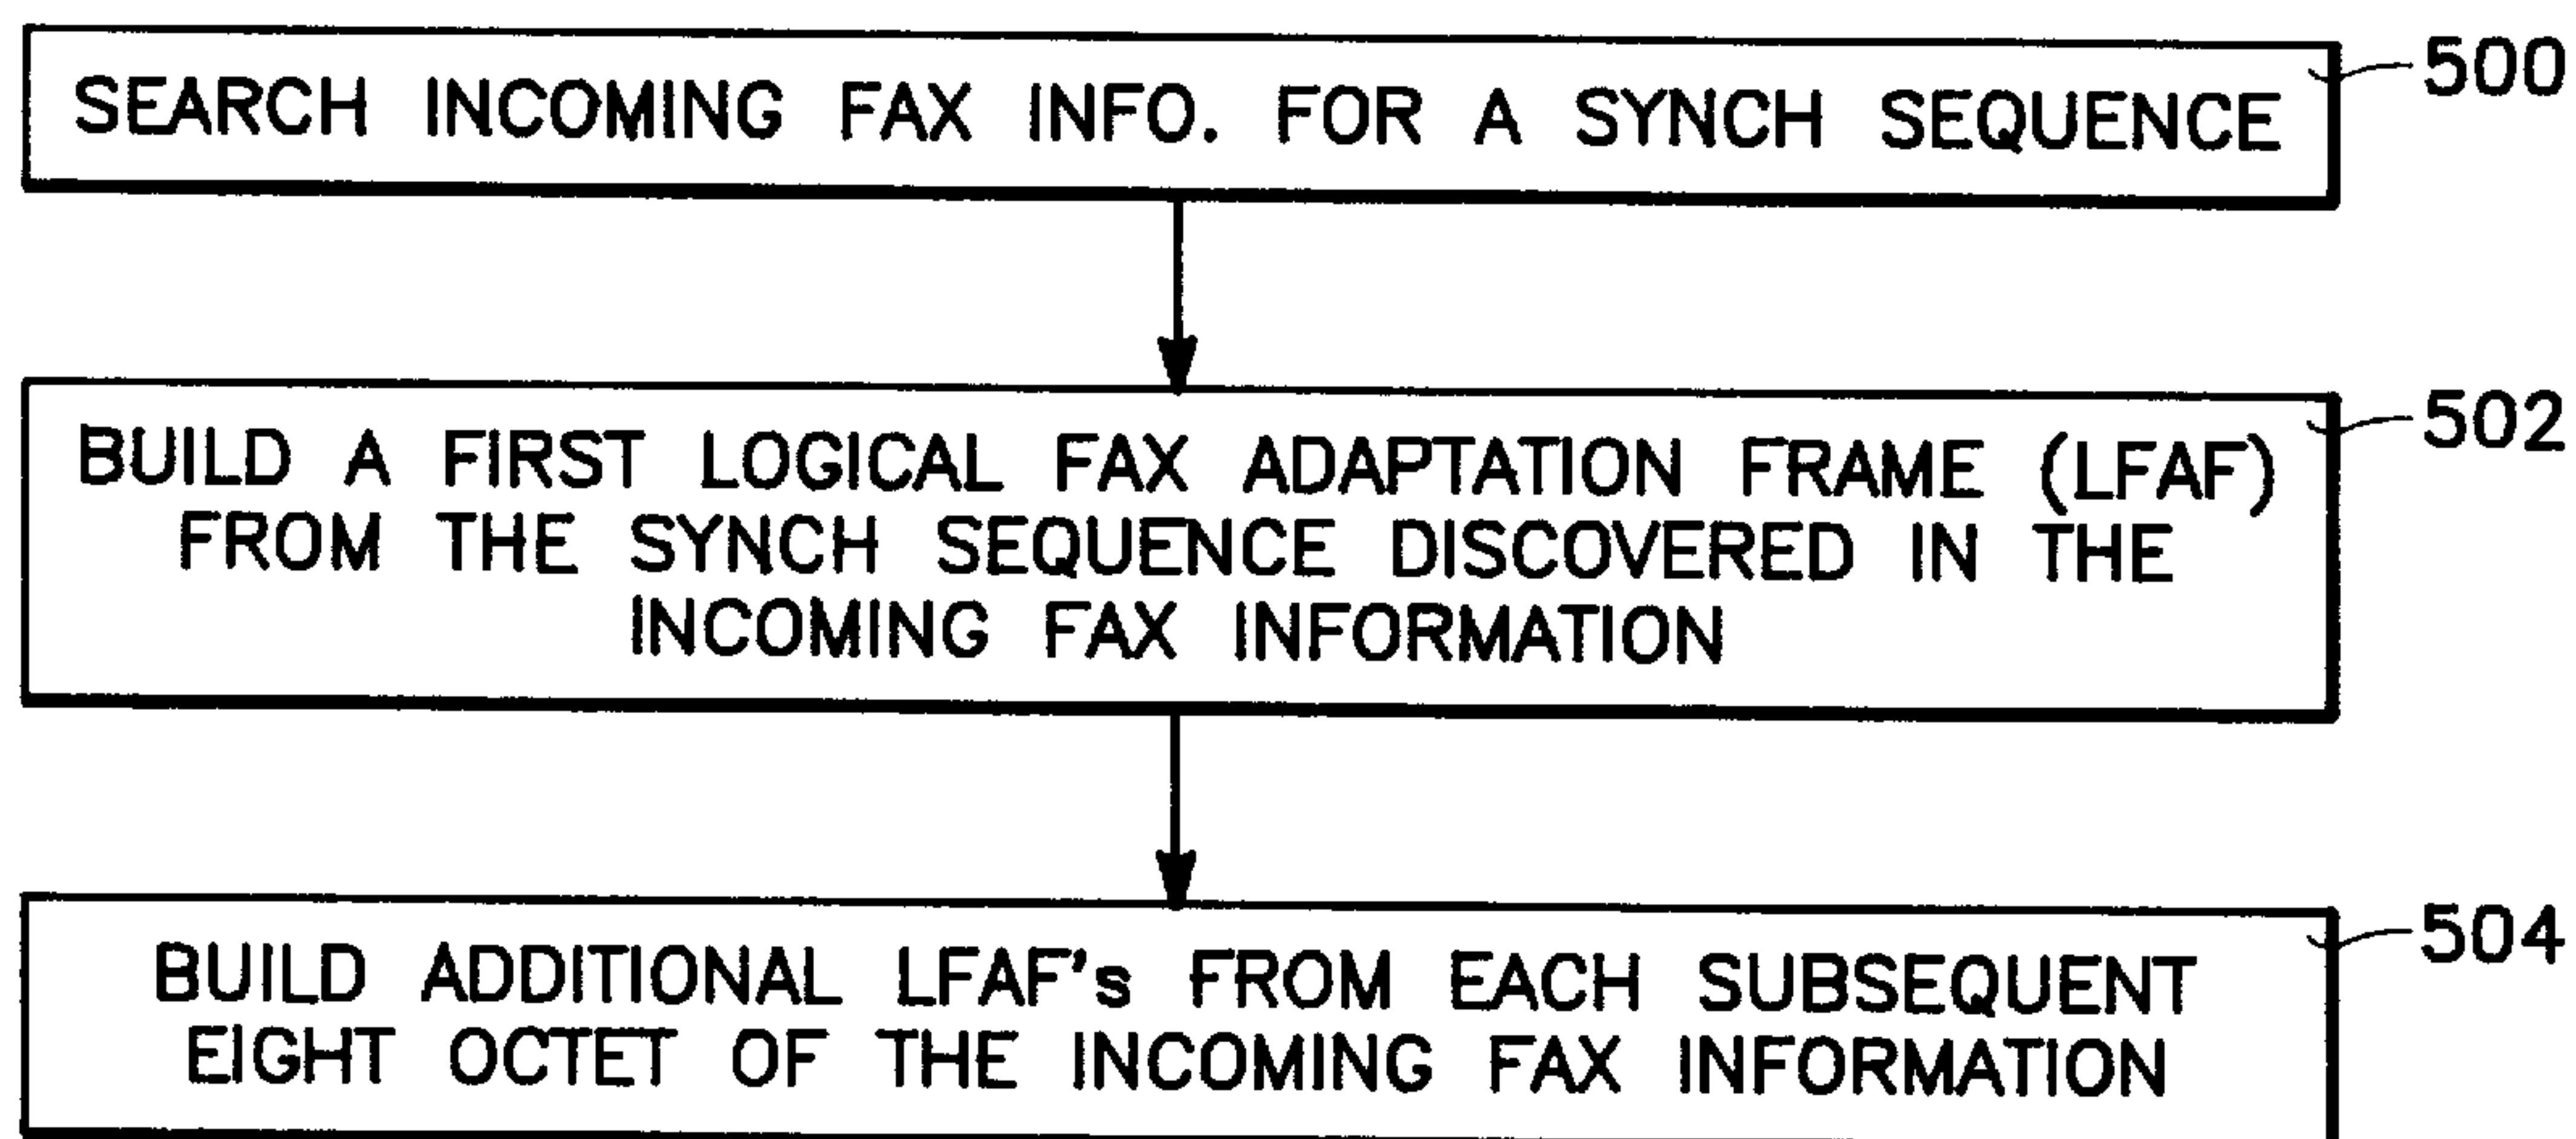 SEARCH INCOMING FAX INFO. FOR A SYNCH SEQUENCE
500
BUILD A FIRST LOGICAL FAX ADAPTATION FRAME (LFAF)
FROM THE SYNCH SEQUENCE DISCOVERED IN THE
INCOMING FAX INFORMATION
502
BUILD ADDITIONAL LFAF's FROM EACH SUBSEQUENT
EIGHT OCTET OF THE INCOMING FAX INFORMATION
504